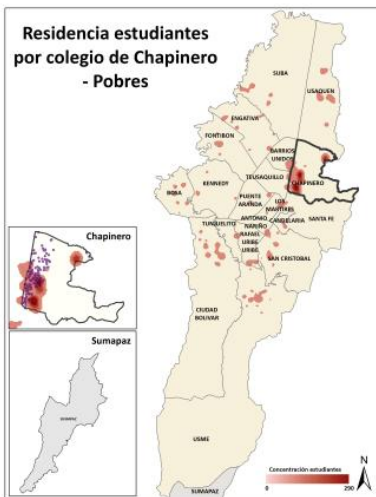 Residencia estudiantes
por colegio de Chapinero
- Pobres
SUBA
USAQUEN
ENGATIVA
FONTIBON
BARRIOS
UNIDOS
TEUSAQUILLO
CHAPINERO
BOSA
KENNEDY
PUENTE
ARANDA
LOS
MARTIRES
CANDELARIA
SANTA FE
ANTONIO
NARIÑO
TUNJUELITO
RAFAEL
URIBE
URIBE
SAN CRISTOBAL
CIUDAD
BOLIVAR
USME
SUMAPAZ
Chapinero
Sumapaz
SUMAPAZ
N
Concentración estudiantes
0
290